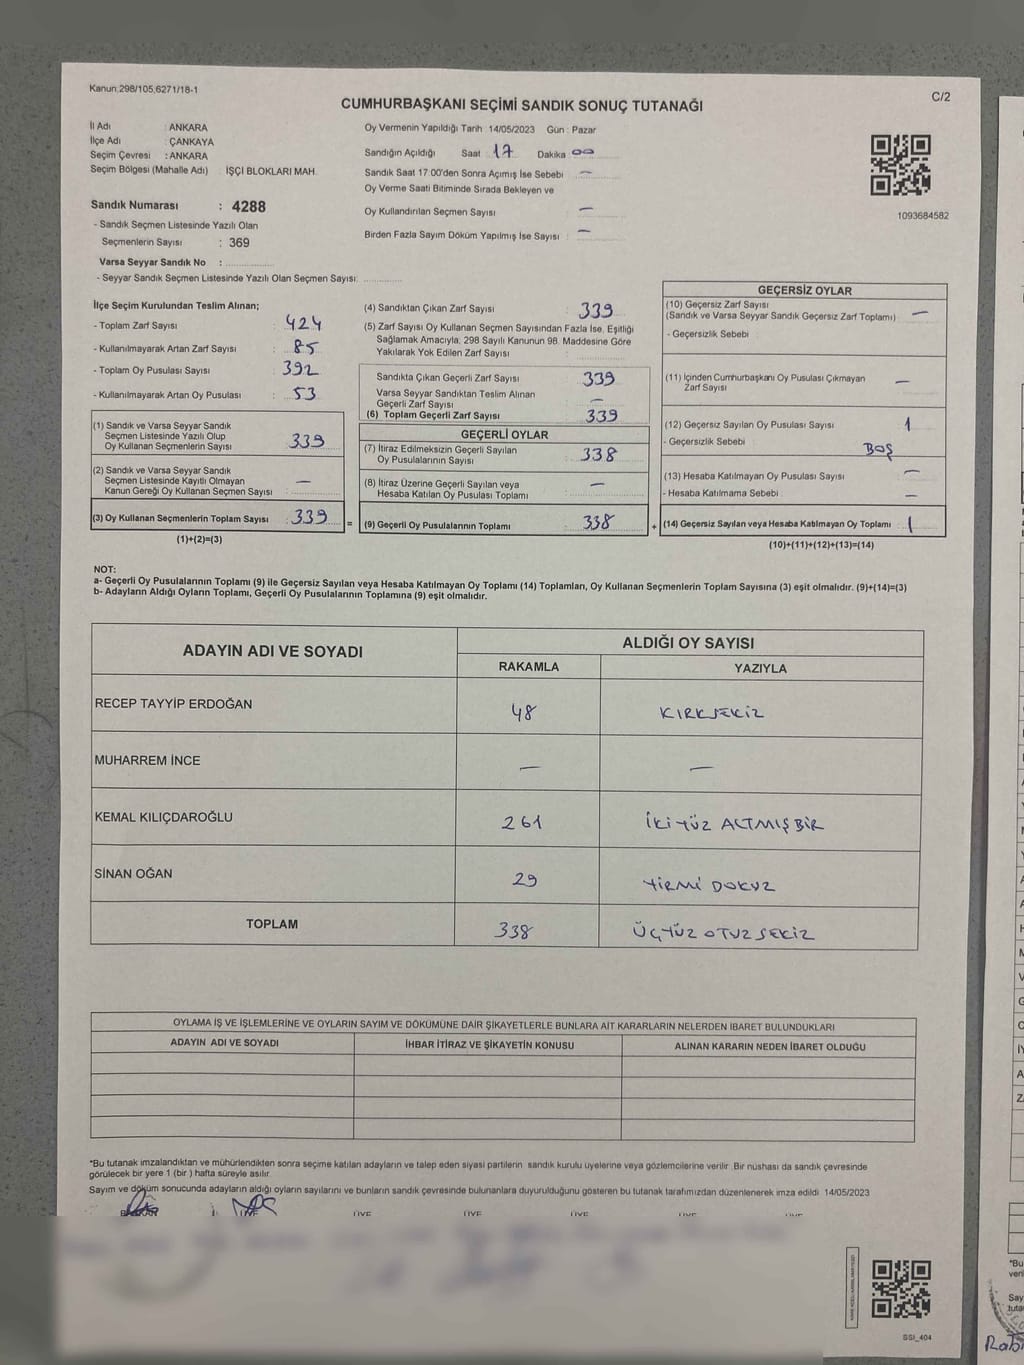 Kanun,298/105,6271/18-1
C/2
CUMHURBAŞKANI SEÇİMİ SANDIK SONUÇ TUTANAĞI
İl Adı : ANKARA
İlçe Adı : ÇANKAYA
Seçim Çevresi : ANKARA
Seçim Bölgesi (Mahalle Adı) : İŞÇİ BLOKLARI MAH.
Sandık Numarası : 4288
- Sandık Seçmen Listesinde Yazılı Olan
Seçmenlerin Sayısı : 369
Varsa Seyyar Sandık No :
- Seyyar Sandık Seçmen Listesinde Yazılı Olan Seçmen Sayısı:
Oy Vermenin Yapıldığı Tarih :14/05/2023 Gün : Pazar
Sandığın Açıldığı Saat 17 Dakika 00
Sandık Saat 17:00'den Sonra Açımış İse Sebebi : —
Oy Verme Saati Bitiminde Sırada Bekleyen ve
Oy Kullandırılan Seçmen Sayısı : —
Birden Fazla Sayım Döküm Yapılmış İse Sayısı : —
1093684582
İlçe Seçim Kurulundan Teslim Alınan;
- Toplam Zarf Sayısı : 424
- Kullanılmayarak Artan Zarf Sayısı : 85
- Toplam Oy Pusulası Sayısı : 392
- Kullanılmayarak Artan Oy Pusulası : 53
(1) Sandık ve Varsa Seyyar Sandık
Seçmen Listesinde Yazılı Olup
Oy Kullanan Seçmenlerin Sayısı : 339
(2) Sandık ve Varsa Seyyar Sandık
Seçmen Listesinde Kayıtlı Olmayan
Kanun Gereği Oy Kullanan Seçmen Sayısı : —
(3) Oy Kullanan Seçmenlerin Toplam Sayısı : 339
(1)+(2)=(3)
=
(4) Sandıktan Çıkan Zarf Sayısı : 339
(5) Zarf Sayısı Oy Kullanan Seçmen Sayısından Fazla İse, Eşitliği
Sağlamak Amacıyla, 298 Sayılı Kanunun 98. Maddesine Göre
Yakılarak Yok Edilen Zarf Sayısı :
Sandıkta Çıkan Geçerli Zarf Sayısı : 339
Varsa Seyyar Sandıktan Teslim Alınan
Geçerli Zarf Sayısı : —
(6) Toplam Geçerli Zarf Sayısı : 339
GEÇERLİ OYLAR
(7) İtiraz Edilmeksizin Geçerli Sayılan
Oy Pusulalarının Sayısı : 338
(8) İtiraz Üzerine Geçerli Sayılan veya
Hesaba Katılan Oy Pusulası Toplamı : —
(9) Geçerli Oy Pusulalarının Toplamı : 338
+
GEÇERSİZ OYLAR
(10) Geçersiz Zarf Sayısı
(Sandık ve Varsa Seyyar Sandık Geçersiz Zarf Toplamı) : —
- Geçersizlik Sebebi :
(11) İçinden Cumhurbaşkanı Oy Pusulası Çıkmayan
Zarf Sayısı : —
(12) Geçersiz Sayılan Oy Pusulası Sayısı : 1
- Geçersizlik Sebebi : BOŞ
(13) Hesaba Katılmayan Oy Pusulası Sayısı : —
- Hesaba Katılmama Sebebi : —
(14) Geçersiz Sayılan veya Hesaba Katılmayan Oy Toplamı : 1
(10)+(11)+(12)+(13)=(14)
NOT:
a- Geçerli Oy Pusulalarının Toplamı (9) ile Geçersiz Sayılan veya Hesaba Katılmayan Oy Toplamı (14) Toplamları, Oy Kullanan Seçmenlerin Toplam Sayısına (3) eşit olmalıdır. (9)+(14)=(3)
b- Adayların Aldığı Oyların Toplamı, Geçerli Oy Pusulalarının Toplamına (9) eşit olmalıdır.
ADAYIN ADI VE SOYADI ALDIĞI OY SAYISI
RAKAMLA YAZIYLA
RECEP TAYYİP ERDOĞAN 48 KIRKSEKİZ
MUHARREM İNCE — —
KEMAL KILIÇDAROĞLU 261 İKİ YÜZ ALTMIŞ BİR
SİNAN OĞAN 29 YİRMİ DOKUZ
TOPLAM 338 ÜÇ YÜZ OTUZ SEKİZ
OYLAMA İŞ VE İŞLEMLERİNE VE OYLARIN SAYIM VE DÖKÜMÜNE DAİR ŞİKAYETLERLE BUNLARA AİT KARARLARIN NELERDEN İBARET BULUNDUKLARI
ADAYIN ADI VE SOYADI İHBAR İTİRAZ VE ŞİKAYETİN KONUSU ALINAN KARARIN NEDEN İBARET OLDUĞU
*Bu tutanak imzalandıktan ve mühürlendikten sonra seçime katılan adayların ve talep eden siyasi partilerin sandık kurulu üyelerine veya gözlemcilerine verilir. Bir nüshası da sandık çevresinde
görülecek bir yere 1 (bir ) hafta süreyle asılır.
Sayım ve döküm sonucunda adayların aldığı oyların sayılarını ve bunların sandık çevresinde bulunanlara duyurulduğunu gösteren bu tutanak tarafımızdan düzenlenerek imza edildi. 14/05/2023
BAŞKAN ÜYE ÜYE ÜYE ÜYE ÜYE ÜYE
SSİ_404